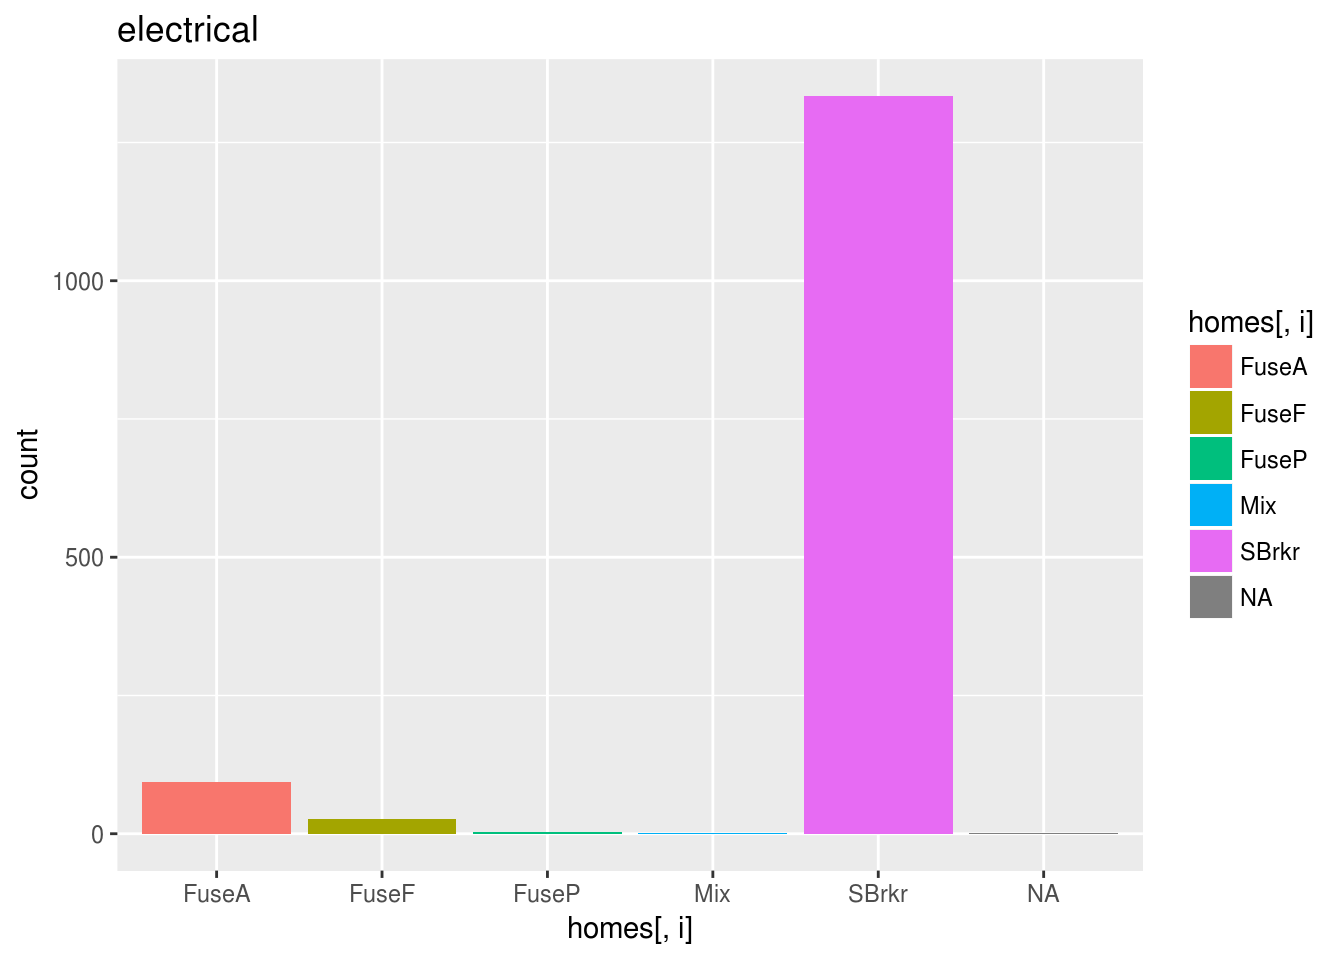 electrical
count
1000
500
0
FuseA
FuseF
FuseP
Mix
SBrkr
NA
homes[, i]
homes[, i]
FuseA
FuseF
FuseP
Mix
SBrkr
NA